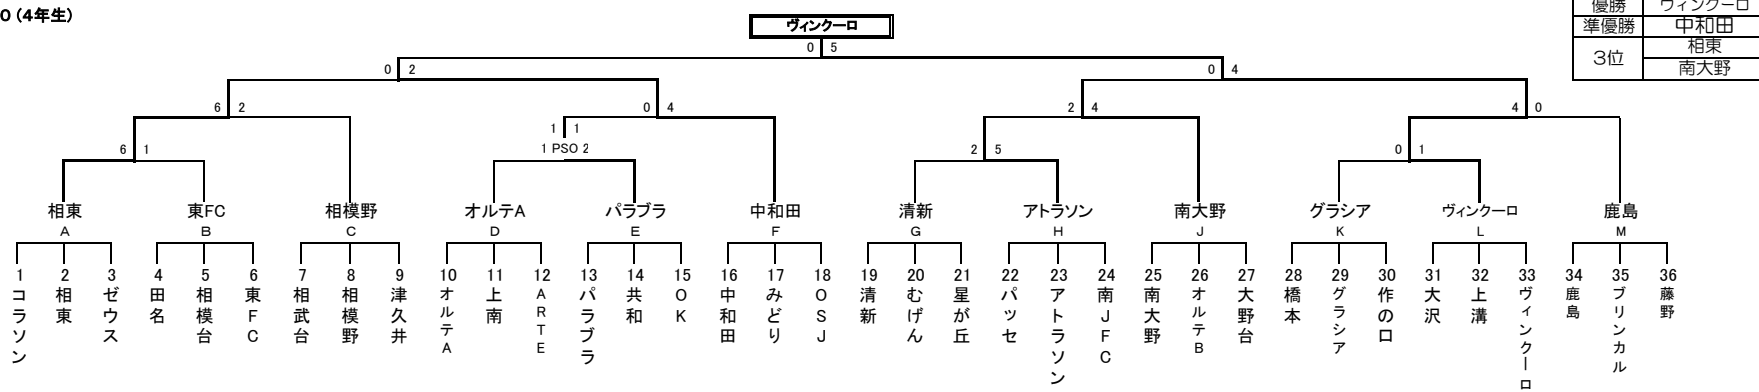 0 (4年生)
優勝 ヴィンクーロ
準優勝 中和田
3位 相東
南大野
ヴィンクーロ
0 5
0 2 0 4
6 2 0 4 2 4 4 0
1 1
6 1 1 PSO 2 2 5 0 1
相東 東FC 相模野 オルテA パラブラ 中和田 清新 アトラソン 南大野 グラシア ヴィンクーロ 鹿島
A B C D E F G H J K L M
1 2 3 4 5 6 7 8 9 10 11 12 13 14 15 16 17 18 19 20 21 22 23 24 25 26 27 28 29 30 31 32 33 34 35 36
コラソン 相東 ゼウス 田名 相模台 東FC 相武台 相模野 津久井 オルテA 上南 ARTE パラブラ 共和 OK 中和田 みどり OSJ 清新 むげん 星が丘 パッセ アトラソン 南JFC 南大野 オルテB 大野台 橋本 グラシア 作の口 大沢 上溝 ヴィンクーロ 鹿島 ブリンカル 藤野